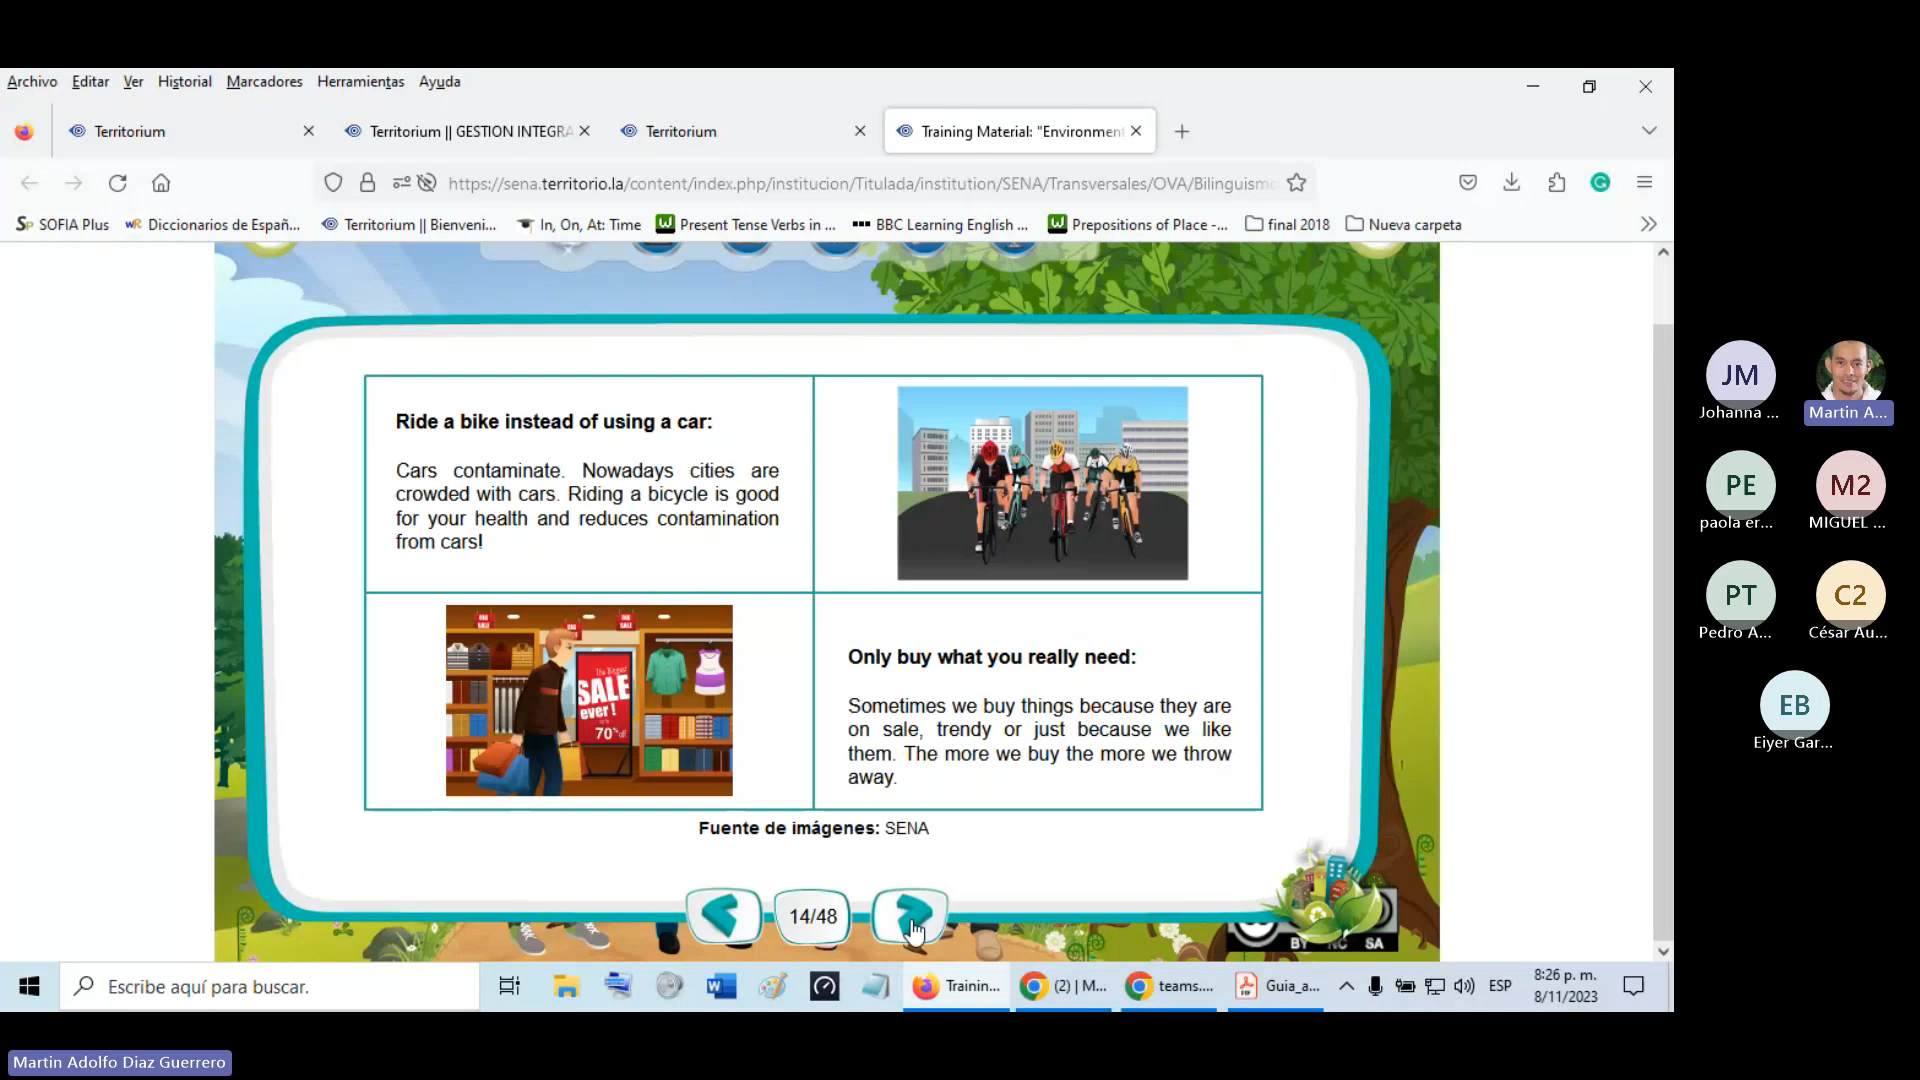 Archivo Editar Ver Historial Marcadores Herramientas Ayuda
Territorium
Territorium || GESTION INTEGRA
Territorium
Training Material: "Environment
https://sena.territorio.la/content/index.php/institucion/Titulada/institution/SENA/Transversales/OVA/Bilinguismo
SOFIA Plus
Diccionarios de Españ...
Territorium || Bienveni...
In, On, At: Time
Present Tense Verbs in ...
BBC Learning English ...
Prepositions of Place -...
final 2018
Nueva carpeta
Ride a bike instead of using a car:
Cars contaminate. Nowadays cities are
crowded with cars. Riding a bicycle is good
for your health and reduces contamination
from cars!
SALE
ever!
70% off
Only buy what you really need:
Sometimes we buy things because they are
on sale, trendy or just because we like
them. The more we buy the more we throw
away.
Fuente de imágenes: SENA
14/48
BY NC SA
Escribe aquí para buscar.
Trainin...
(2) | M...
teams....
Guia_a...
ESP
8:26 p. m.
8/11/2023
JM
Johanna ...
Martin A...
PE
paola er...
M2
MIGUEL ...
PT
Pedro A...
C2
César Au...
EB
Eiyer Gar...
Martin Adolfo Diaz Guerrero